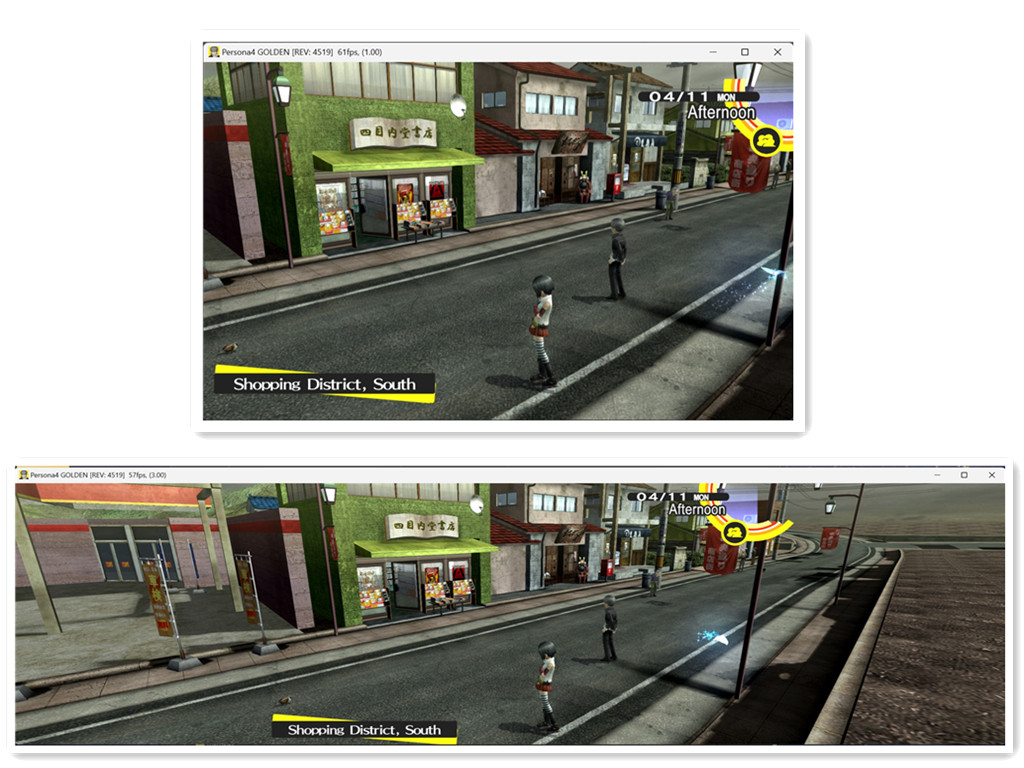 Persona4 GOLDEN [REV: 4519] 61fps, (1.00)
04/11 MON
Afternoon
四目内堂書店
Shopping District, South
Persona4 GOLDEN [REV: 4519] 57fps, (3.00)
04/11 MON
Afternoon
四目内堂書店
Shopping District, South